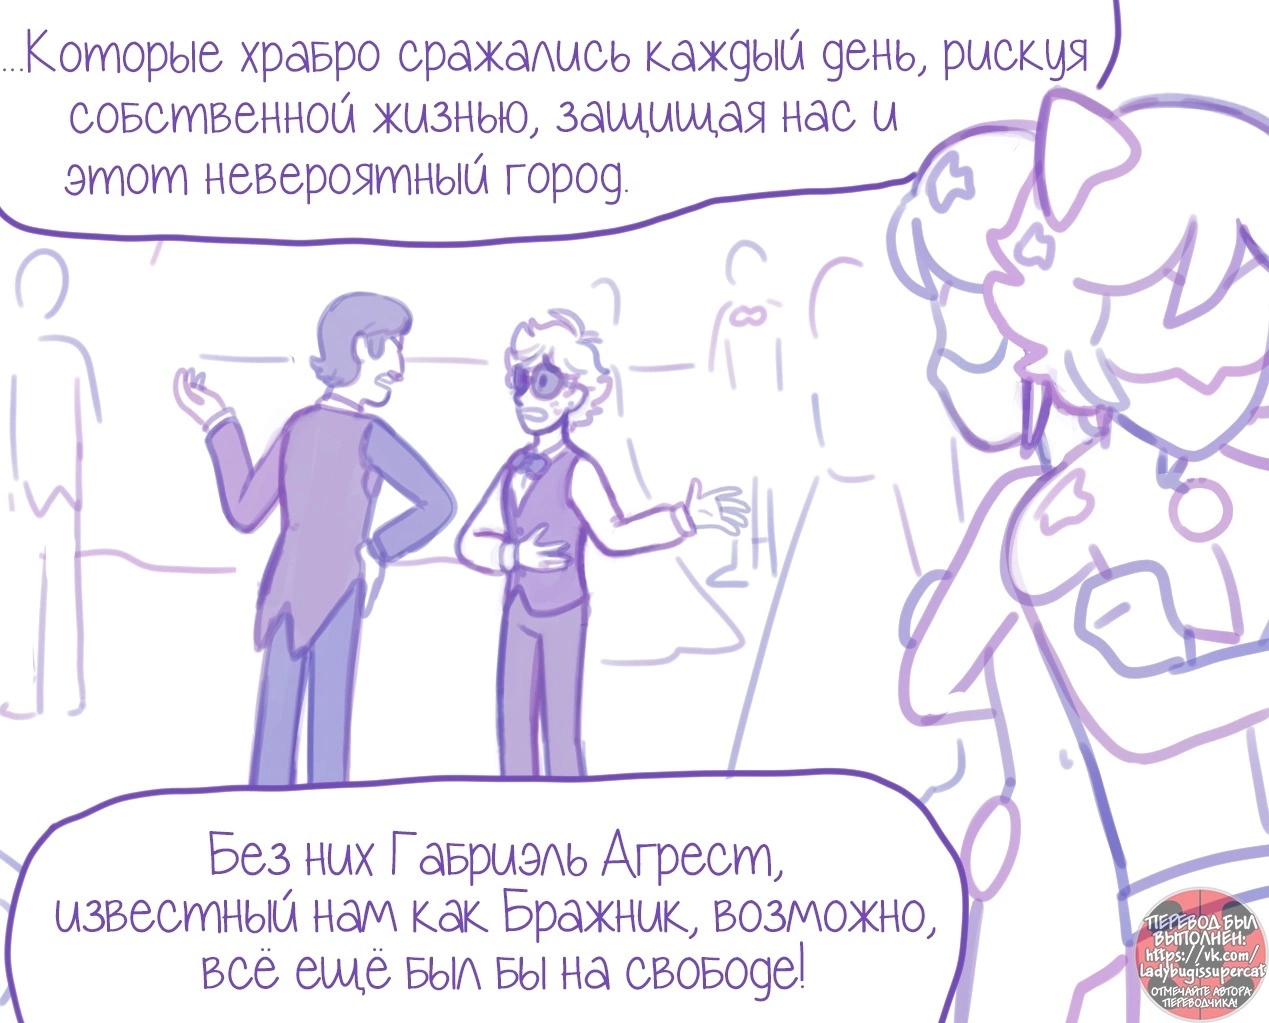 ...Которые храбро сражались каждый день, рискуя
собственной жизнью, защищая нас и
этот невероятный город.
Без них Габриэль Агрест,
известный нам как Бражник, возможно,
всё ещё был бы на свободе!
ПЕРЕВОД БЫЛ
ВЫПОЛНЕН:
https://vk.com/
ladybugissupercat
ОТМЕЧАЙТЕ АВТОРА
ПЕРЕВОДЧИКА!